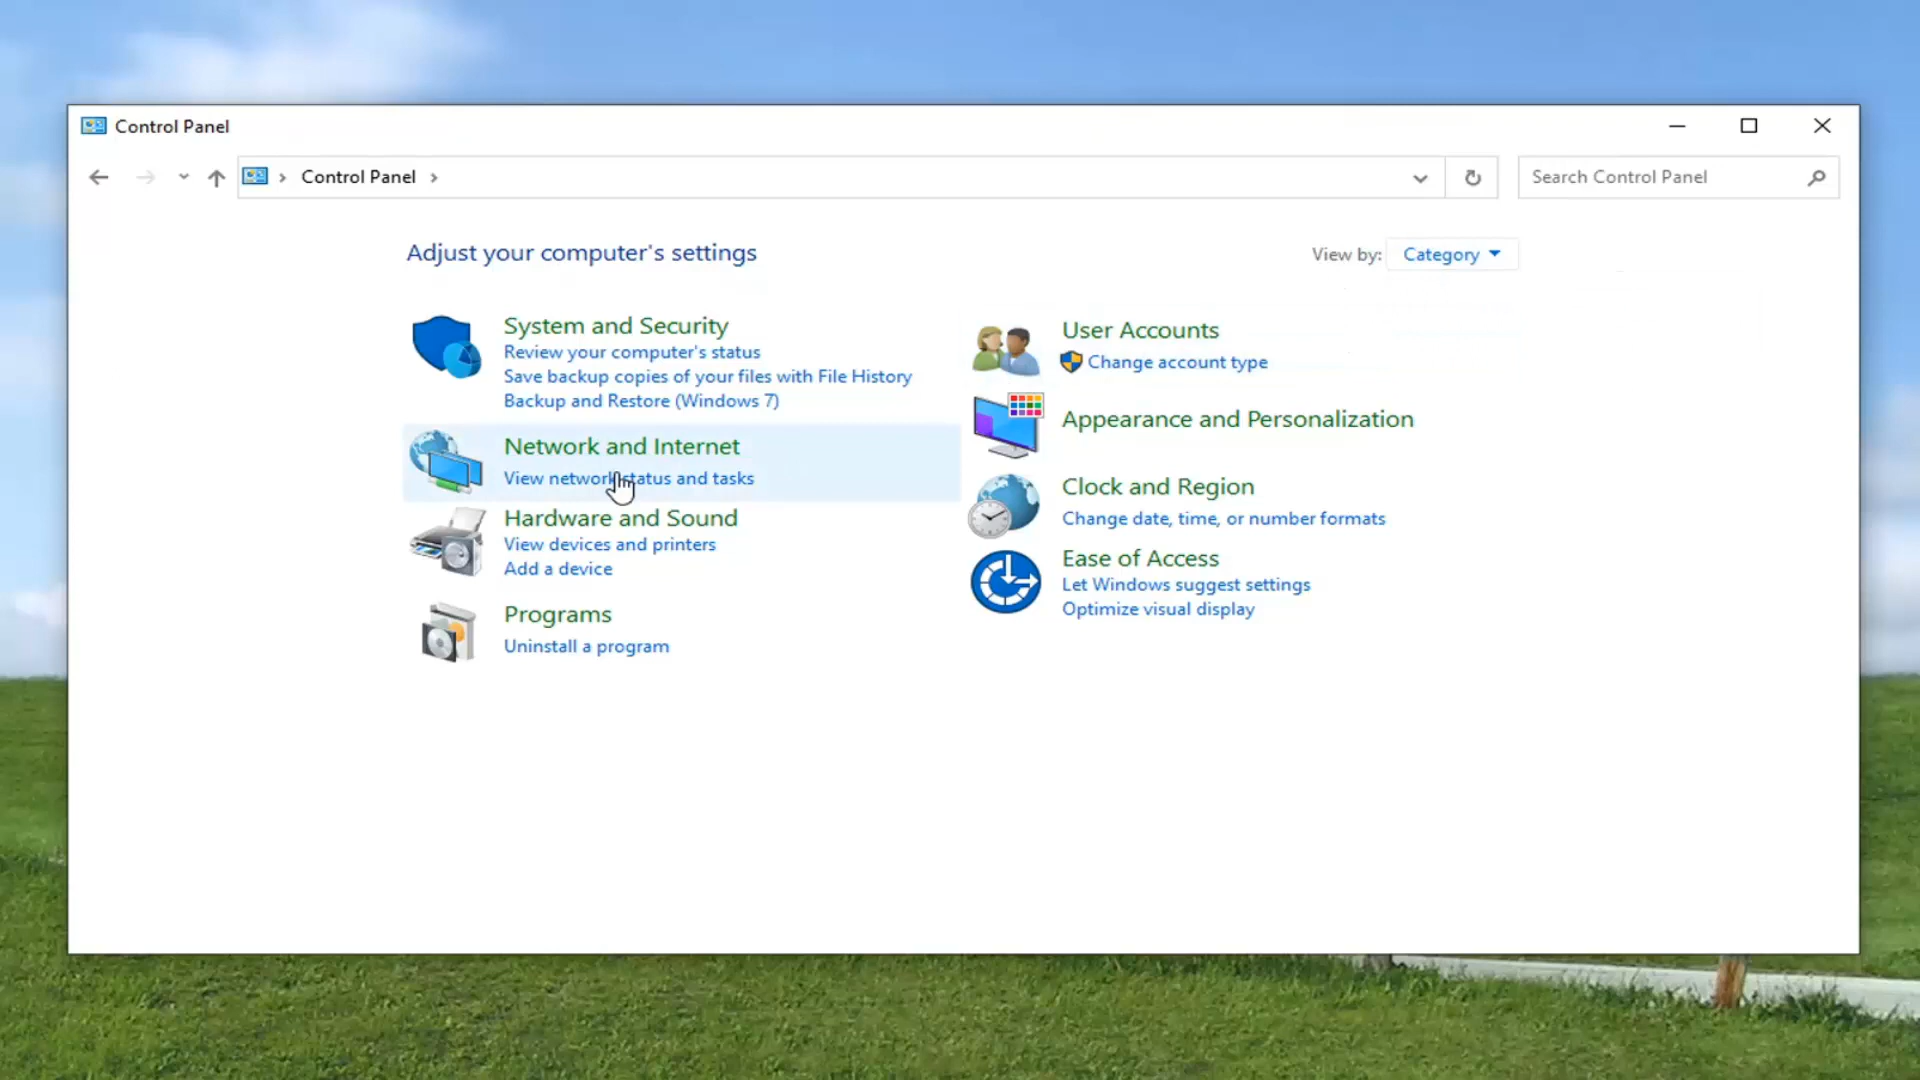 Control Panel
Control Panel
Search Control Panel
Adjust your computer's settings
View by: Category
System and Security
Review your computer's status
Save backup copies of your files with File History
Backup and Restore (Windows 7)
Network and Internet
View network status and tasks
Hardware and Sound
View devices and printers
Add a device
Programs
Uninstall a program
User Accounts
Change account type
Appearance and Personalization
Clock and Region
Change date, time, or number formats
Ease of Access
Let Windows suggest settings
Optimize visual display